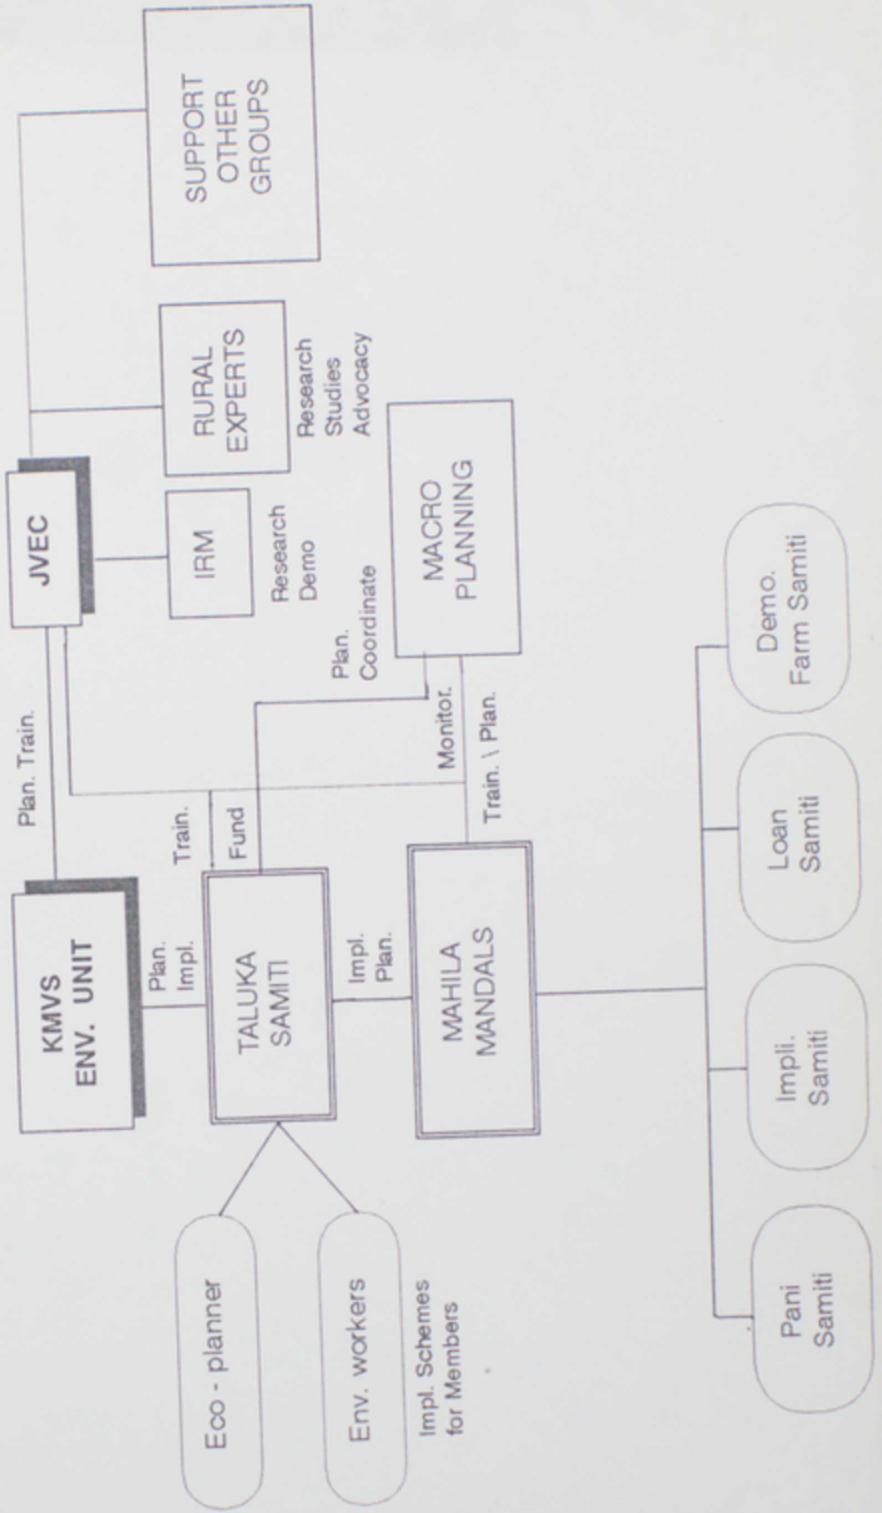 KMVS
ENV. UNIT
Plan. Train.
JVEC
SUPPORT
OTHER
GROUPS
Plan.
Impl.
Train.
Fund
IRM
Research
Demo
RURAL
EXPERTS
Research
Studies
Advocacy
Eco - planner
TALUKA
SAMITI
Env. workers
Impl. Schemes
for Members
Impl.
Plan.
Plan.
Coordinate
Monitor.
MACRO
PLANNING
Train. \ Plan.
MAHILA
MANDALS
Pani
Samiti
Impli.
Samiti
Loan
Samiti
Demo.
Farm Samiti